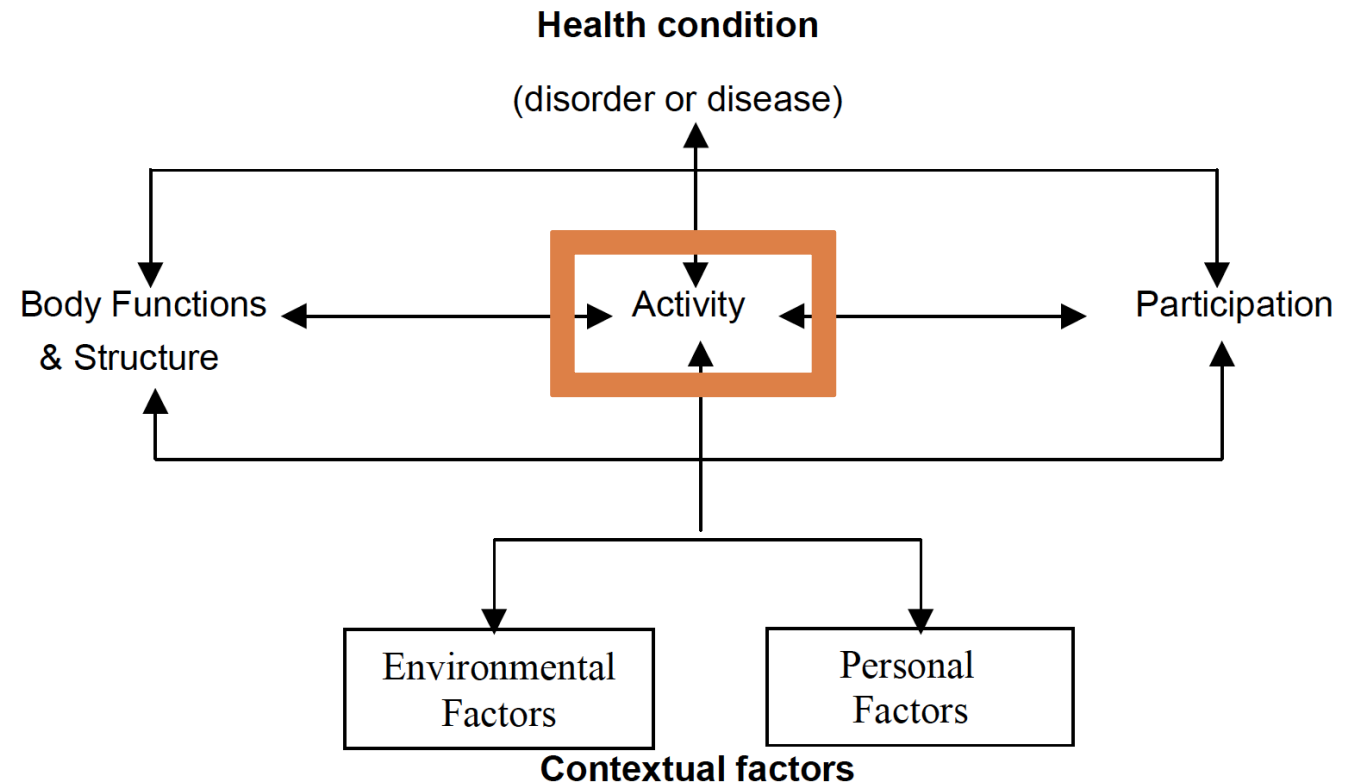 Health condition
(disorder or disease)
Body Functions
& Structure
Activity
Participation
Environmental
Factors
Personal
Factors
Contextual factors